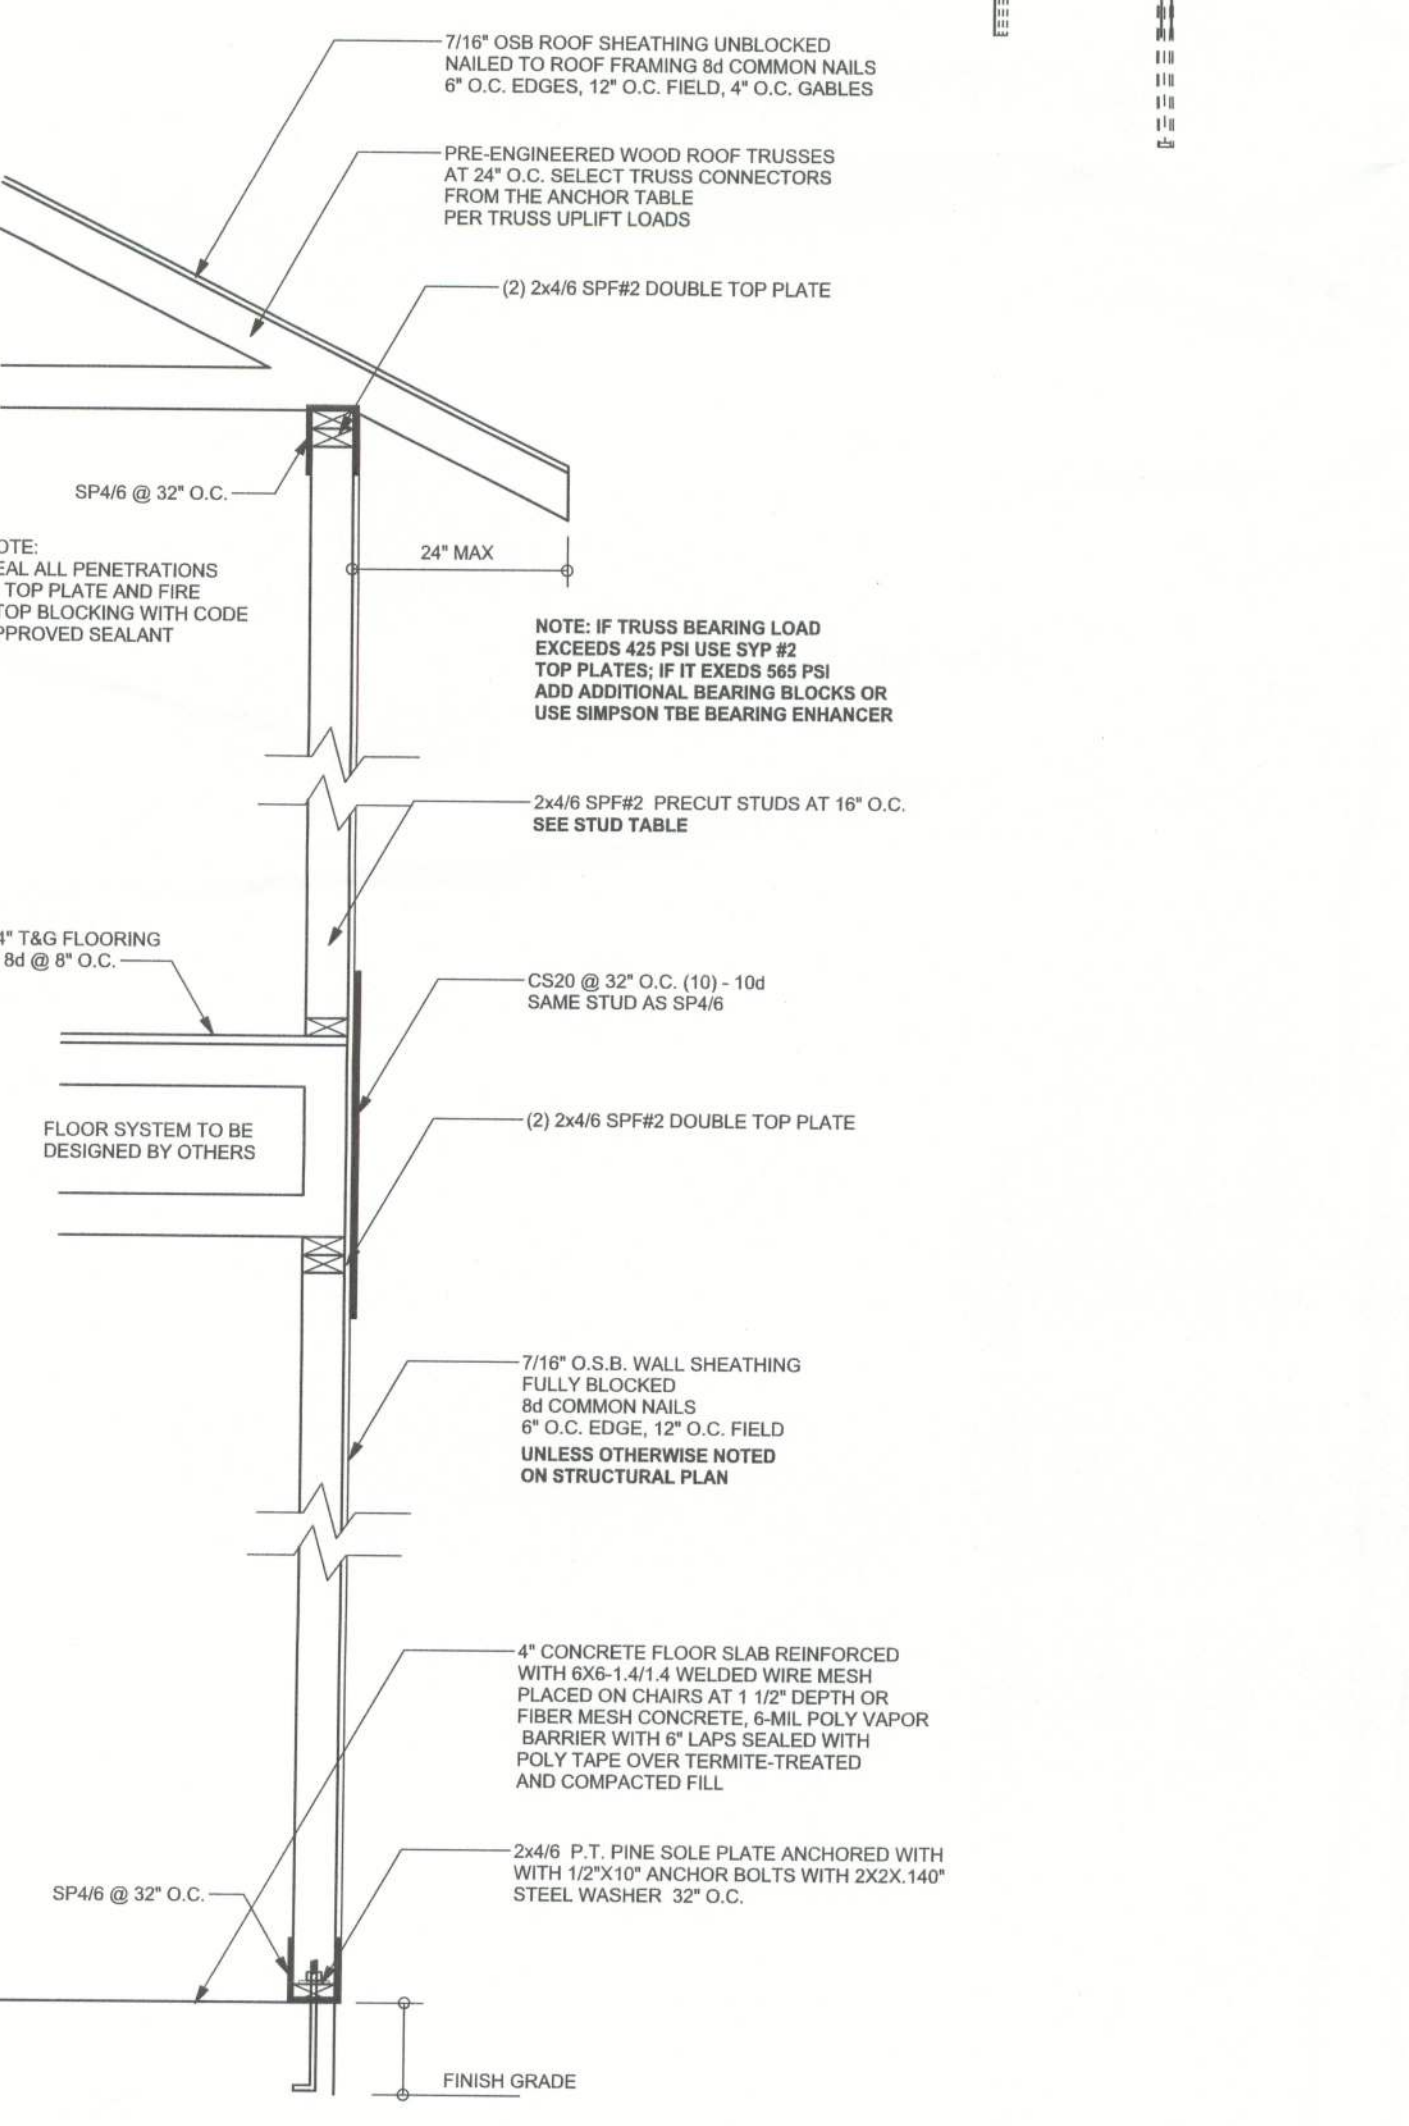 7/16" OSB ROOF SHEATHING UNBLOCKED
NAILED TO ROOF FRAMING 8d COMMON NAILS
6" O.C. EDGES, 12" O.C. FIELD, 4" O.C. GABLES
PRE-ENGINEERED WOOD ROOF TRUSSES
AT 24" O.C. SELECT TRUSS CONNECTORS
FROM THE ANCHOR TABLE
PER TRUSS UPLIFT LOADS
(2) 2x4/6 SPF#2 DOUBLE TOP PLATE
SP4/6 @ 32" O.C.
OTE:
EAL ALL PENETRATIONS
TOP PLATE AND FIRE
TOP BLOCKING WITH CODE
PPROVED SEALANT
24" MAX
NOTE: IF TRUSS BEARING LOAD
EXCEEDS 425 PSI USE SYP #2
TOP PLATES; IF IT EXEDS 565 PSI
ADD ADDITIONAL BEARING BLOCKS OR
USE SIMPSON TBE BEARING ENHANCER
2x4/6 SPF#2 PRECUT STUDS AT 16" O.C.
SEE STUD TABLE
4" T&G FLOORING
8d @ 8" O.C.
CS20 @ 32" O.C. (10) - 10d
SAME STUD AS SP4/6
FLOOR SYSTEM TO BE
DESIGNED BY OTHERS
(2) 2x4/6 SPF#2 DOUBLE TOP PLATE
7/16" O.S.B. WALL SHEATHING
FULLY BLOCKED
8d COMMON NAILS
6" O.C. EDGE, 12" O.C. FIELD
UNLESS OTHERWISE NOTED
ON STRUCTURAL PLAN
4" CONCRETE FLOOR SLAB REINFORCED
WITH 6X6-1.4/1.4 WELDED WIRE MESH
PLACED ON CHAIRS AT 1 1/2" DEPTH OR
FIBER MESH CONCRETE, 6-MIL POLY VAPOR
BARRIER WITH 6" LAPS SEALED WITH
POLY TAPE OVER TERMITE-TREATED
AND COMPACTED FILL
2x4/6 P.T. PINE SOLE PLATE ANCHORED WITH
WITH 1/2"X10" ANCHOR BOLTS WITH 2X2X.140"
STEEL WASHER 32" O.C.
SP4/6 @ 32" O.C.
FINISH GRADE